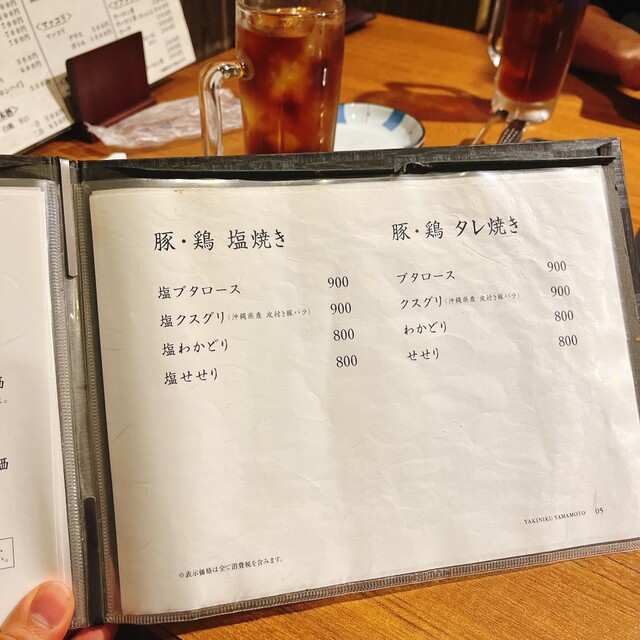 豚・鶏 塩焼き
塩ブタロース 900
塩クスグリ(沖縄県産 皮付き豚バラ) 900
塩わかどり 800
塩せせり 800
豚・鶏 タレ焼き
ブタロース 900
クスグリ(沖縄県産 皮付き豚バラ) 900
わかどり 800
せせり 800
YAKINIKU YAMAMOTO 05
※表示価格は全て消費税を含みます。